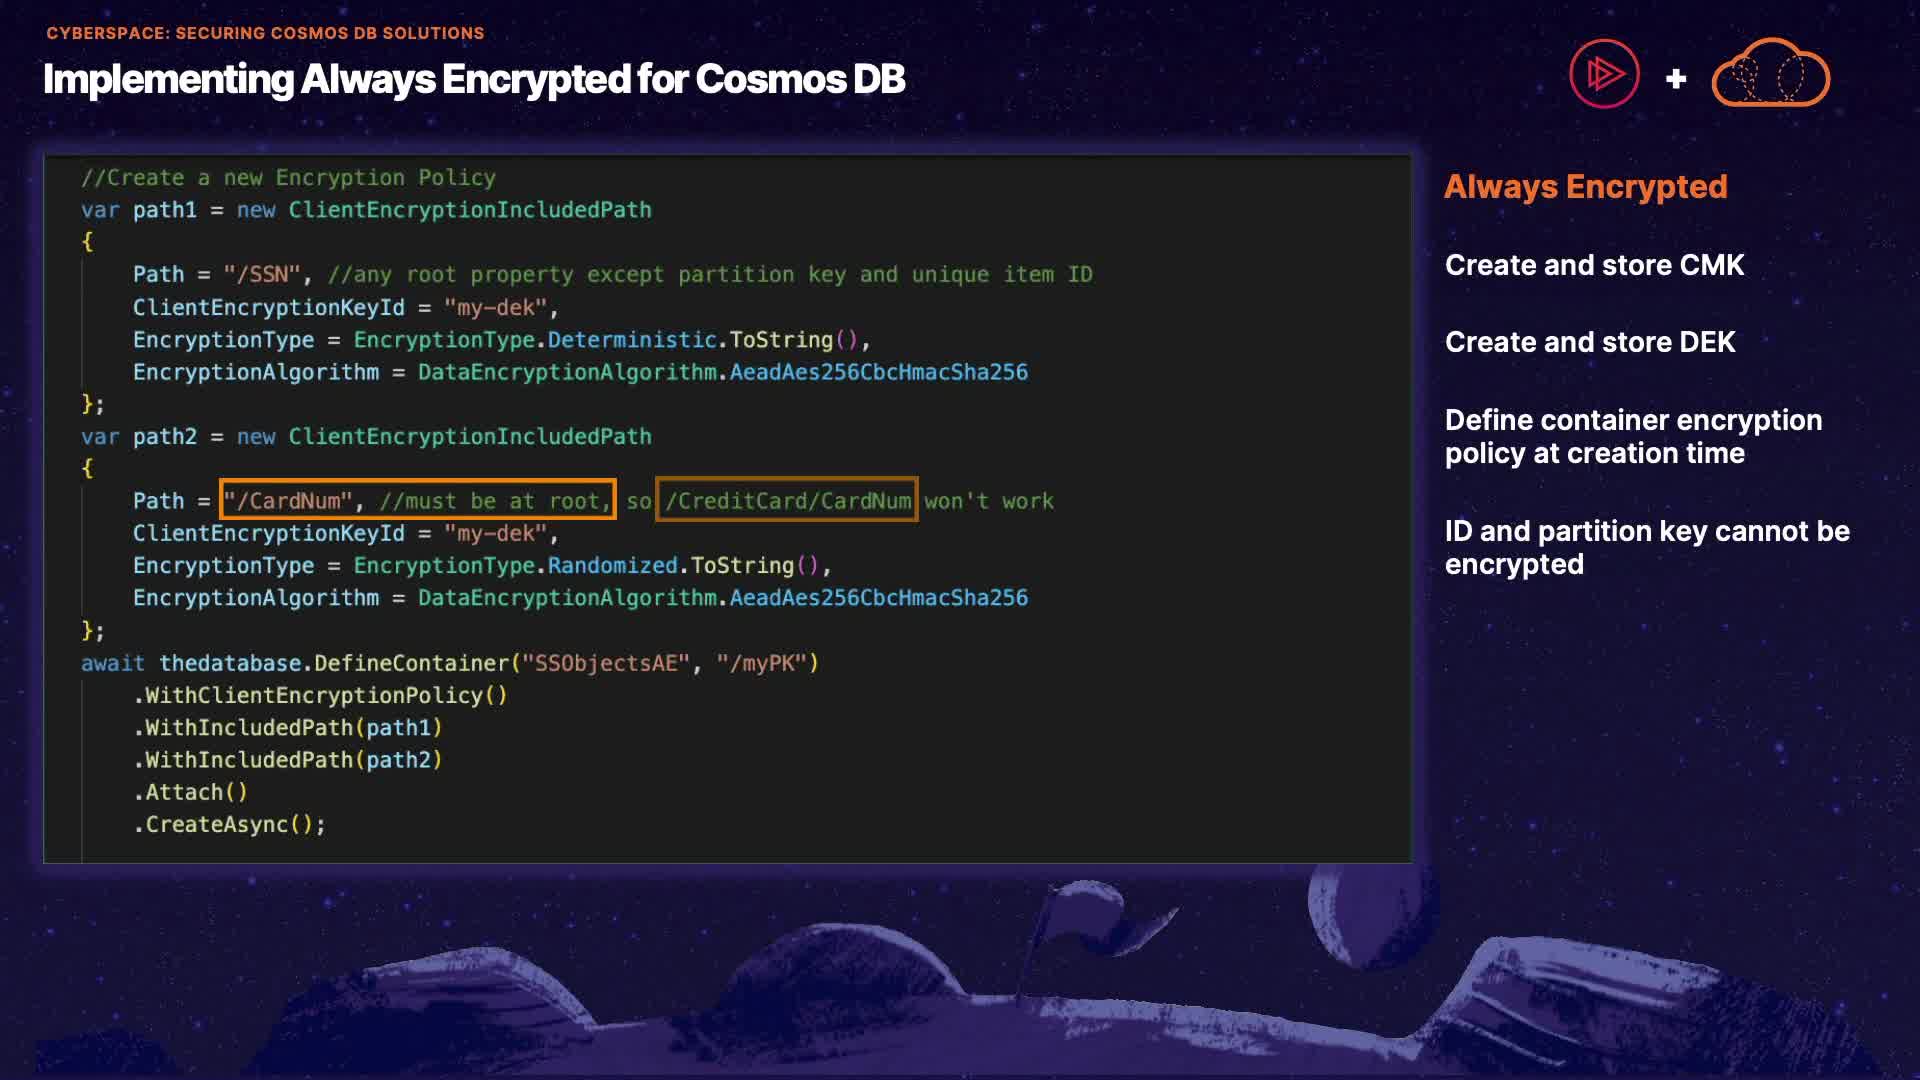 CYBERSPACE: SECURING COSMOS DB SOLUTIONS
Implementing Always Encrypted for Cosmos DB
+
//Create a new Encryption Policy
var path1 = new ClientEncryptionIncludedPath
{
    Path = "/SSN", //any root property except partition key and unique item ID
    ClientEncryptionKeyId = "my-dek",
    EncryptionType = EncryptionType.Deterministic.ToString(),
    EncryptionAlgorithm = DataEncryptionAlgorithm.AeadAes256CbcHmacSha256
};
var path2 = new ClientEncryptionIncludedPath
{
    Path = "/CardNum", //must be at root, so /CreditCard/CardNum won't work
    ClientEncryptionKeyId = "my-dek",
    EncryptionType = EncryptionType.Randomized.ToString(),
    EncryptionAlgorithm = DataEncryptionAlgorithm.AeadAes256CbcHmacSha256
};
await thedatabase.DefineContainer("SSObjectsAE", "/myPK")
    .WithClientEncryptionPolicy()
    .WithIncludedPath(path1)
    .WithIncludedPath(path2)
    .Attach()
    .CreateAsync();
Always Encrypted
Create and store CMK
Create and store DEK
Define container encryption
policy at creation time
ID and partition key cannot be
encrypted